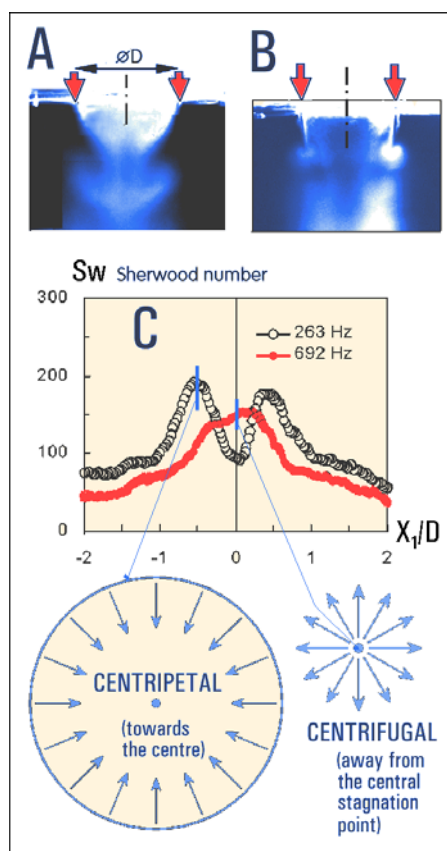 A
øD
B
Sw Sherwood number
300
200
100
0
C
263 Hz
692 Hz
-2
-1
0
1
2
X1/D
CENTRIPETAL
(towards
the centre)
CENTRIFUGAL
(away from
the central
stagnation
point)